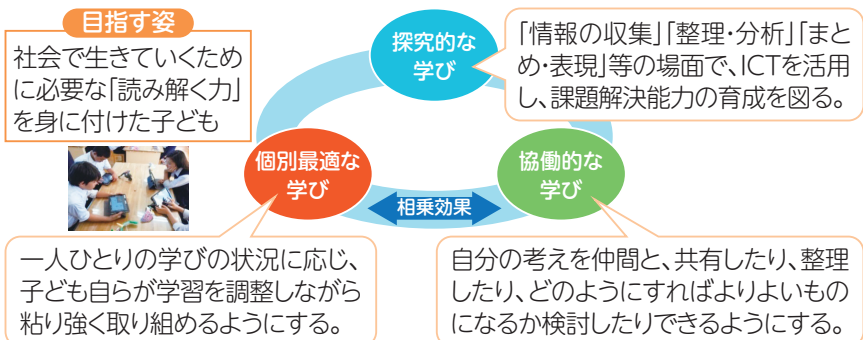 目指す姿
社会で生きていくため
に必要な「読み解く力」
を身に付けた子ども
探究的な
学び
「情報の収集」「整理・分析」「まと
め・表現」等の場面で、ICTを活用
し、課題解決能力の育成を図る。
個別最適な
学び
相乗効果
協働的な
学び
一人ひとりの学びの状況に応じ、
子ども自らが学習を調整しながら
粘り強く取り組めるようにする。
自分の考えを仲間と、共有したり、整理
したり、どのようにすればよりよいもの
になるか検討したりできるようにする。